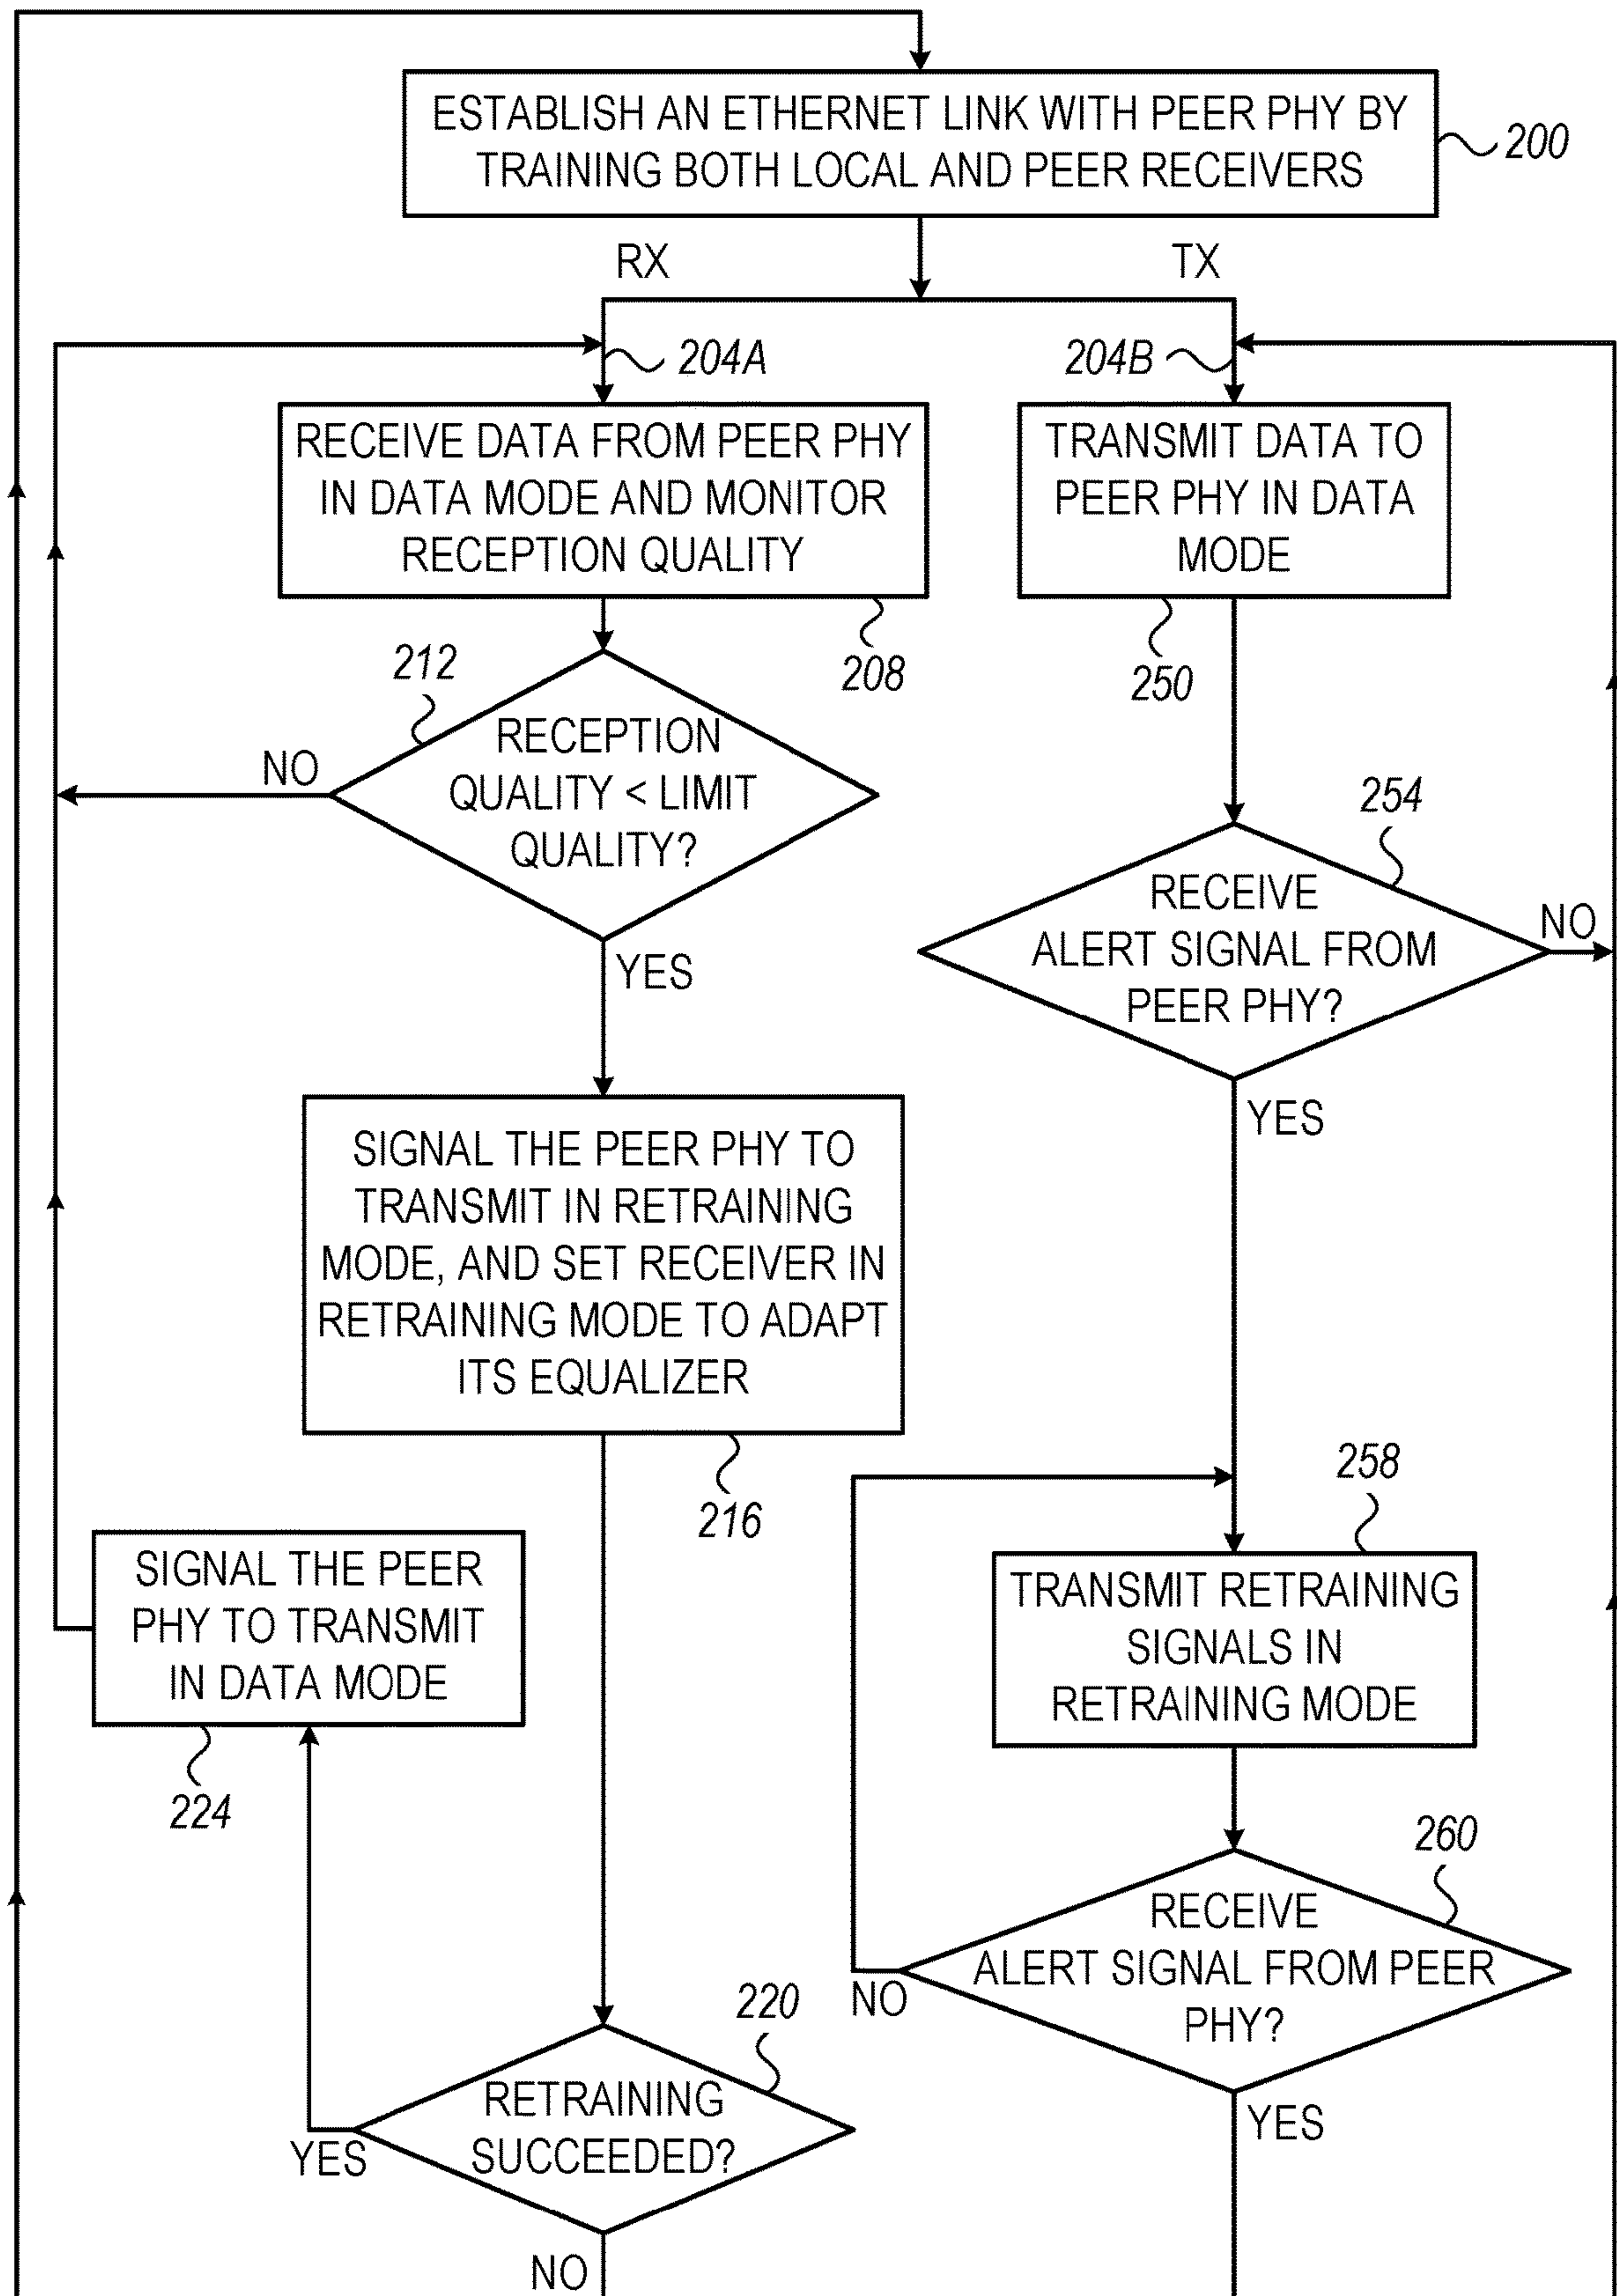 ESTABLISH AN ETHERNET LINK WITH PEER PHY BY
TRAINING BOTH LOCAL AND PEER RECEIVERS
200
RX
TX
204A
204B
RECEIVE DATA FROM PEER PHY
IN DATA MODE AND MONITOR
RECEPTION QUALITY
208
TRANSMIT DATA TO
PEER PHY IN DATA
MODE
250
212
RECEPTION
QUALITY < LIMIT
QUALITY?
NO
YES
254
RECEIVE
ALERT SIGNAL FROM
PEER PHY?
NO
YES
SIGNAL THE PEER PHY TO
TRANSMIT IN RETRAINING
MODE, AND SET RECEIVER IN
RETRAINING MODE TO ADAPT
ITS EQUALIZER
216
258
TRANSMIT RETRAINING
SIGNALS IN
RETRAINING MODE
SIGNAL THE PEER
PHY TO TRANSMIT
IN DATA MODE
224
260
RECEIVE
ALERT SIGNAL FROM PEER
PHY?
NO
YES
220
RETRAINING
SUCCEEDED?
YES
NO